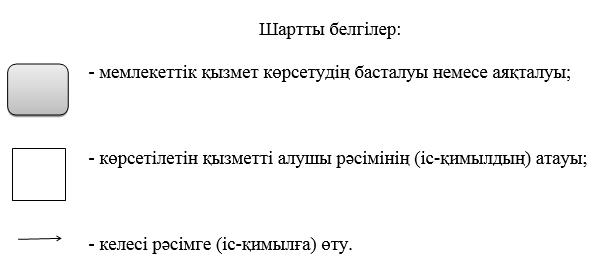 Шартты белгілер:
- мемлекеттік қызмет көрсетудің басталуы немесе аяқталуы;
- көрсетілетін қызметті алушы рәсімінің (іс-қимылдын) атауы;
- келесі рәсімге (іс-қимылға) өту.